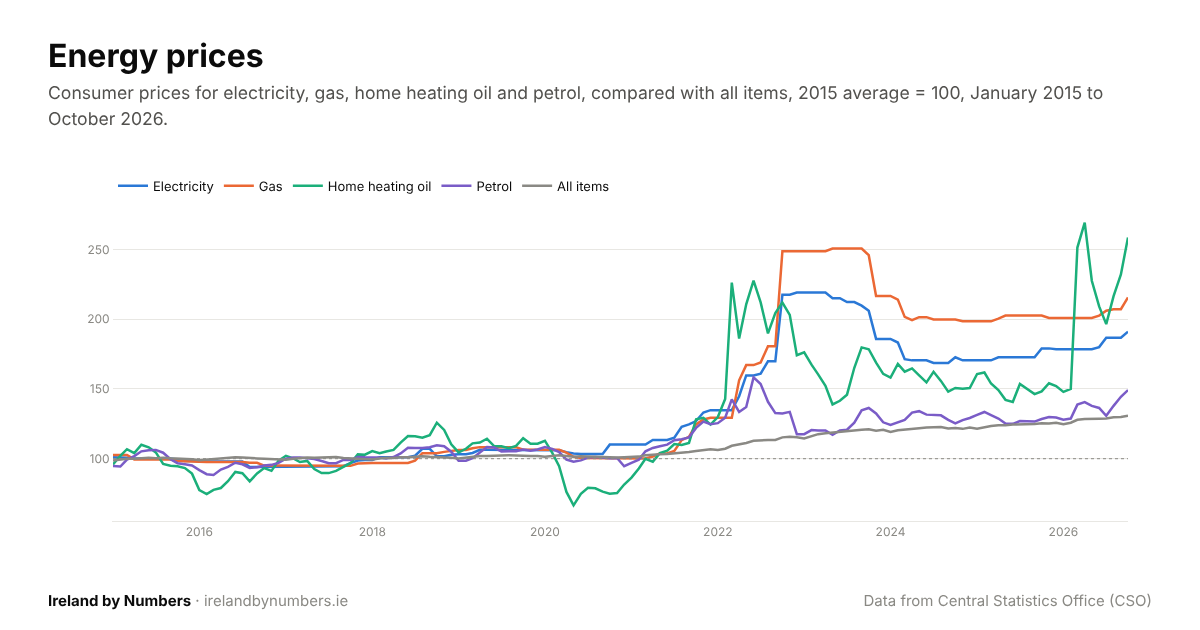 Energy prices
Consumer prices for electricity, gas, home heating oil and petrol, compared with all items, 2015 average = 100, January 2015 to
October 2026.
Electricity Gas Home heating oil Petrol All items
250
200
150
100
2016 2018 2020 2022 2024 2026
Ireland by Numbers · irelandbynumbers.ie
Data from Central Statistics Office (CSO)